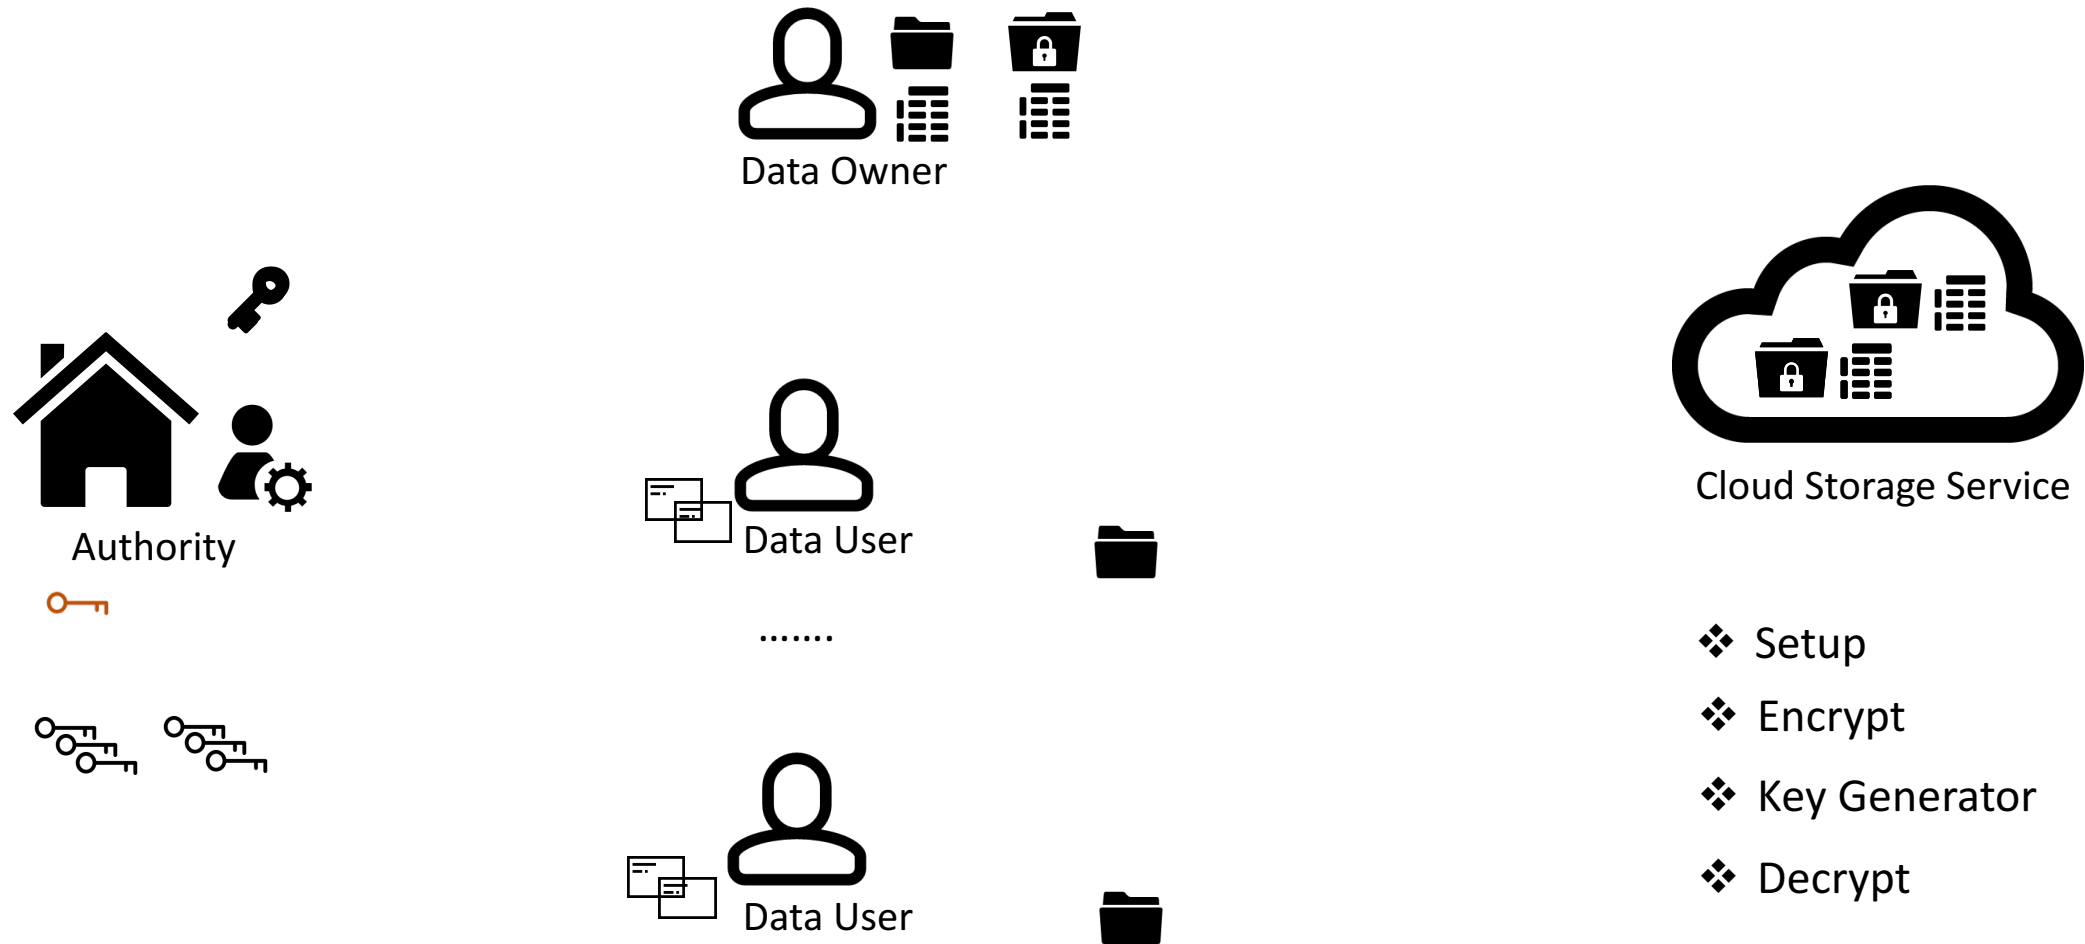 Data Owner
Cloud Storage Service
Authority
Data User
.......
Data User
❖ Setup
❖ Encrypt
❖ Key Generator
❖ Decrypt